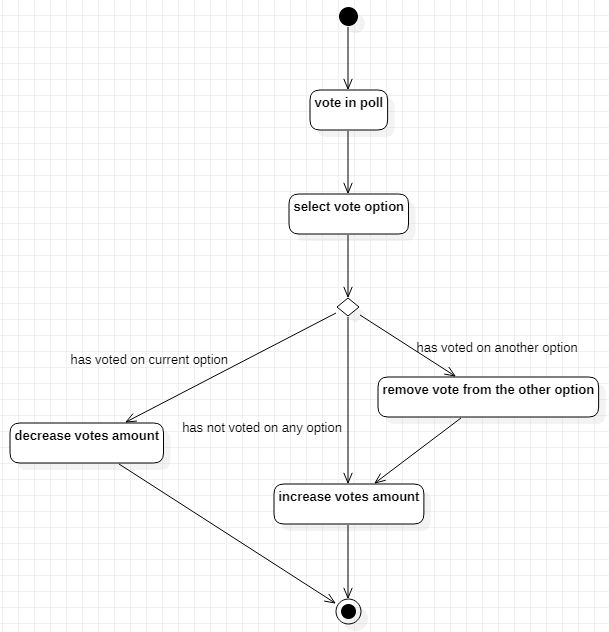 vote in poll
select vote option
has voted on another option
has voted on current option
remove vote from the other option
has not voted on any option
decrease votes amount
increase votes amount